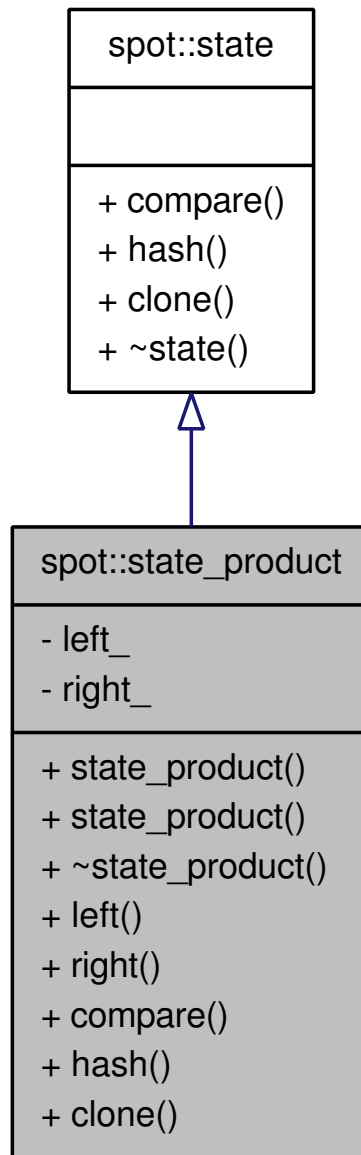 spot::state
+ compare()
+ hash()
+ clone()
+ ~state()
spot::state_product
- left_
- right_
+ state_product()
+ state_product()
+ ~state_product()
+ left()
+ right()
+ compare()
+ hash()
+ clone()